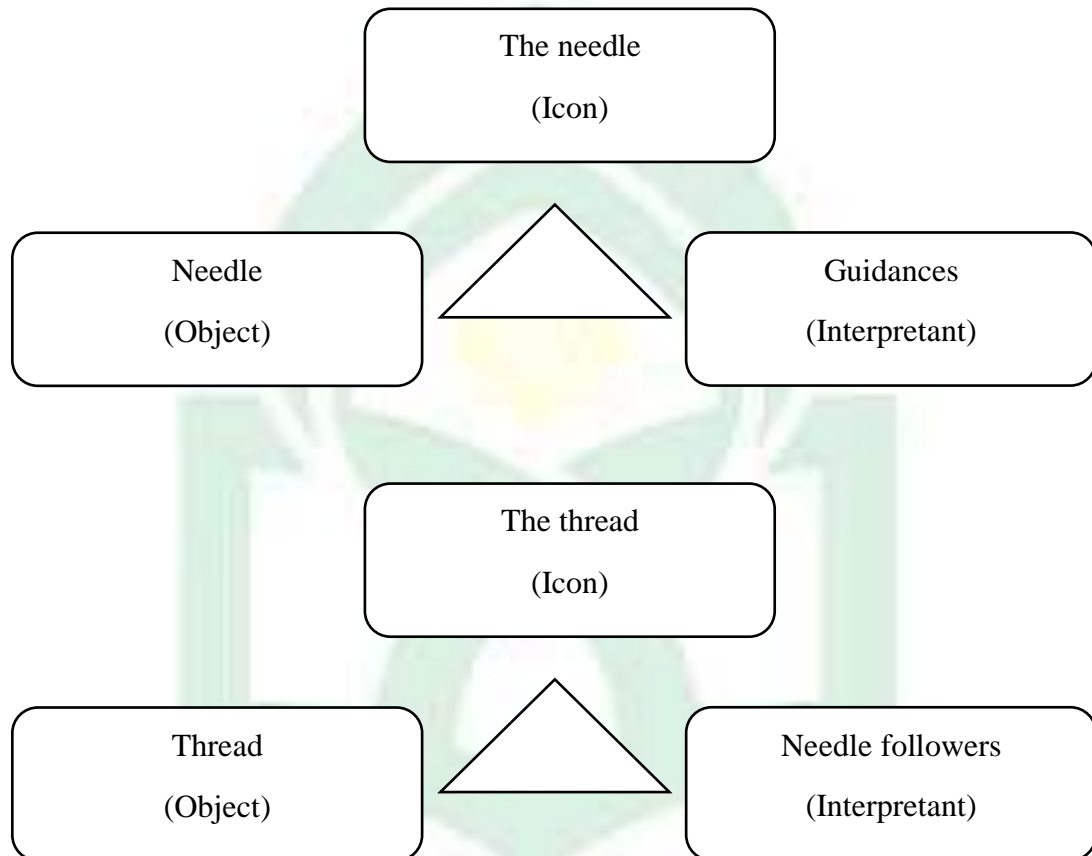 The needle
(Icon)
Needle
(Object)
Guidances
(Interpretant)
The thread
(Icon)
Thread
(Object)
Needle followers
(Interpretant)